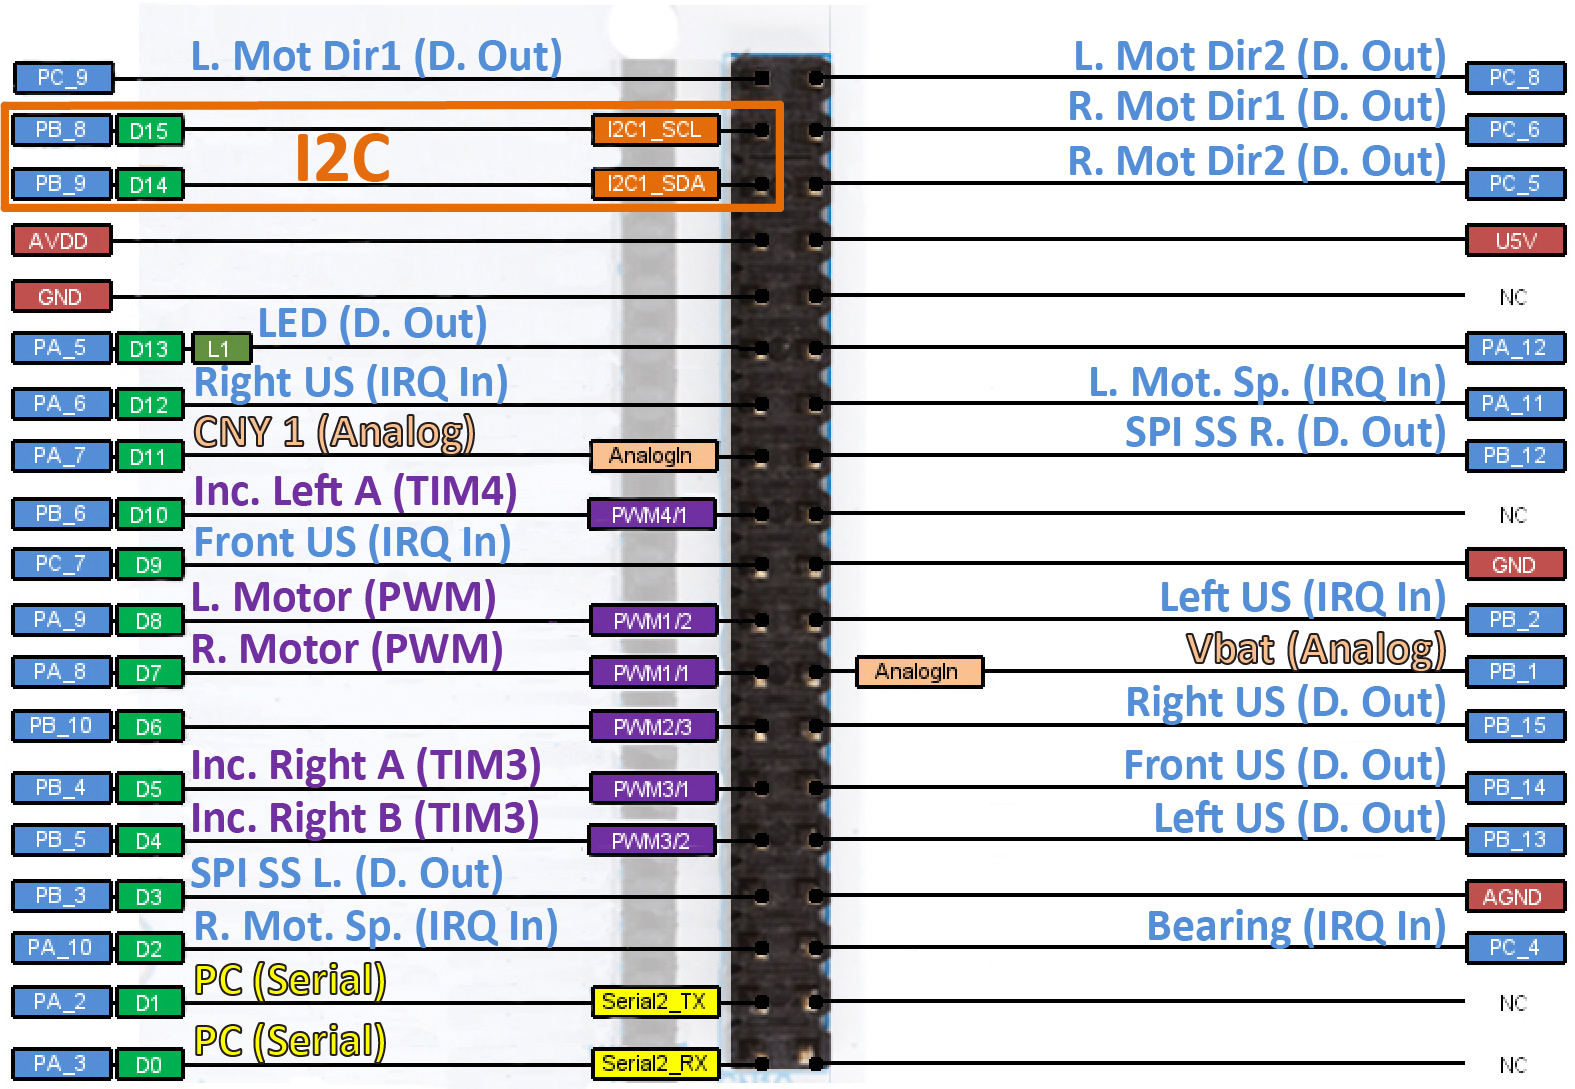 L. Mot Dir1 (D. Out) L. Mot Dir2 (D. Out)
PC_9 PC_8
R. Mot Dir1 (D. Out)
PB_8 D15 I2C1_SCL PC_6
I2C R. Mot Dir2 (D. Out)
PB_9 D14 I2C1_SDA PC_5
AVDD U5V
GND NC
LED (D. Out)
PA_5 D13 L1 PA_12
Right US (IRQ In) L. Mot. Sp. (IRQ In)
PA_6 D12 PA_11
CNY 1 (Analog) SPI SS R. (D. Out)
PA_7 D11 AnalogIn PB_12
Inc. Left A (TIM4)
PB_6 D10 PWM4/1 NC
Front US (IRQ In)
PC_7 D9 GND
L. Motor (PWM) Left US (IRQ In)
PA_9 D8 PWM1/2 PB_2
R. Motor (PWM) Vbat (Analog)
PA_8 D7 PWM1/1 AnalogIn PB_1
Right US (D. Out)
PB_10 D6 PWM2/3 PB_15
Inc. Right A (TIM3) Front US (D. Out)
PB_4 D5 PWM3/1 PB_14
Inc. Right B (TIM3) Left US (D. Out)
PB_5 D4 PWM3/2 PB_13
SPI SS L. (D. Out)
PB_3 D3 AGND
R. Mot. Sp. (IRQ In) Bearing (IRQ In)
PA_10 D2 PC_4
PC (Serial)
PA_2 D1 Serial2_TX NC
PC (Serial)
PA_3 D0 Serial2_RX NC